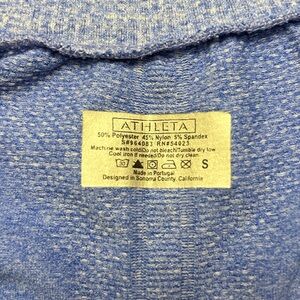 ATHLETA
50% Polyester 45% Nylon 5% Spandex
S#964083 RN#54023
Machine wash cold/Do not bleach/Tumble dry low
Cool iron if needed/Do not dry clean.
30 S
Made in Portugal
Designed in Sonoma County, California